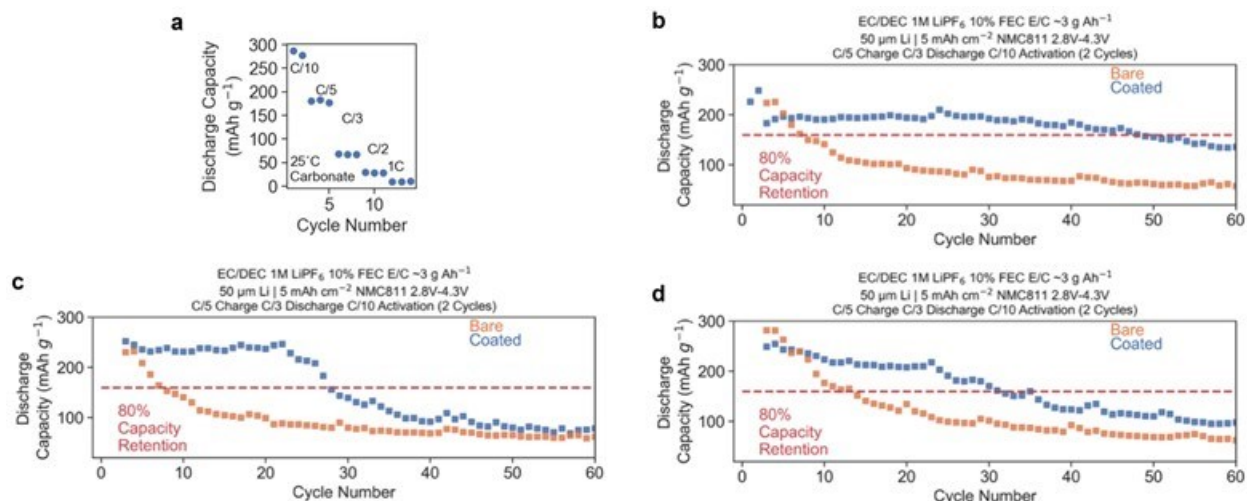 a
Discharge Capacity
(mAh g⁻¹)
300
250
200
150
100
50
0
C/10
C/5
C/3
C/2
1C
25°C
Carbonate
5
10
Cycle Number
b
EC/DEC 1M LiPF₆ 10% FEC E/C ~3 g Ah⁻¹
50 μm Li | 5 mAh cm⁻² NMC811 2.8V-4.3V
C/5 Charge C/3 Discharge C/10 Activation (2 Cycles)
Discharge
Capacity (mAh g⁻¹)
300
200
100
Bare
Coated
80%
Capacity
Retention
0
10
20
30
40
50
60
Cycle Number
c
EC/DEC 1M LiPF₆ 10% FEC E/C ~3 g Ah⁻¹
50 μm Li | 5 mAh cm⁻² NMC811 2.8V-4.3V
C/5 Charge C/3 Discharge C/10 Activation (2 Cycles)
Discharge
Capacity (mAh g⁻¹)
300
200
100
Bare
Coated
80%
Capacity
Retention
0
10
20
30
40
50
60
Cycle Number
d
EC/DEC 1M LiPF₆ 10% FEC E/C ~3 g Ah⁻¹
50 μm Li | 5 mAh cm⁻² NMC811 2.8V-4.3V
C/5 Charge C/3 Discharge C/10 Activation (2 Cycles)
Discharge
Capacity (mAh g⁻¹)
300
200
100
Bare
Coated
80%
Capacity
Retention
0
10
20
30
40
50
60
Cycle Number